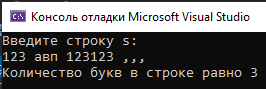 Консоль отладки Microsoft Visual Studio
Введите строку s:
123 авп 123123 ,,,
Количество букв в строке равно 3